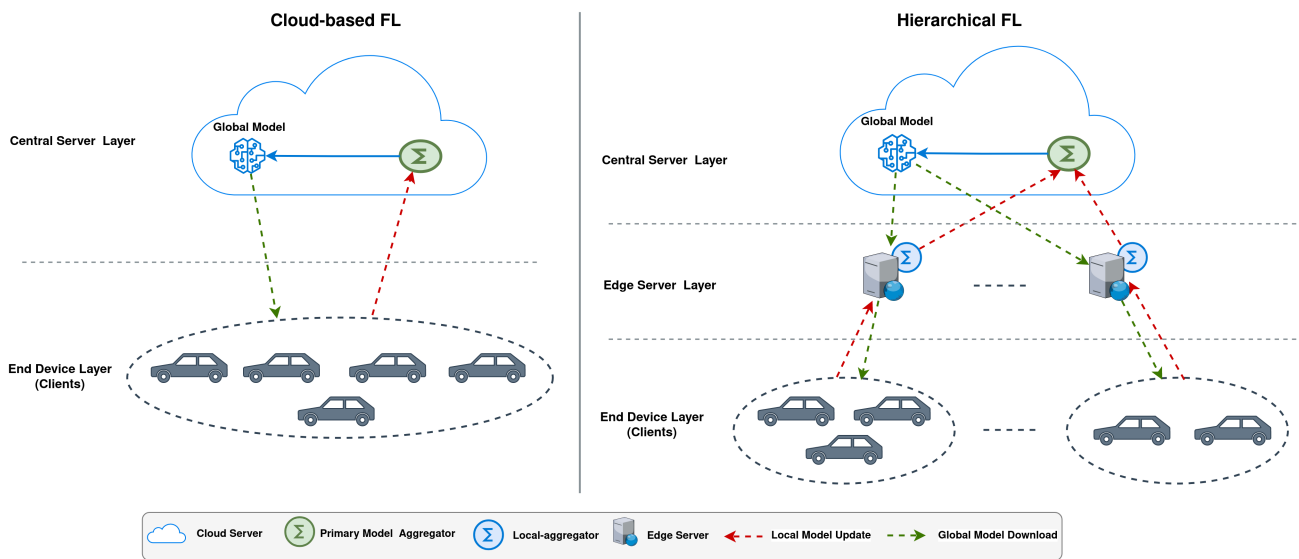 Cloud-based FL
Global Model
Central Server Layer
Σ
End Device Layer
(Clients)
Hierarchical FL
Global Model
Central Server Layer
Σ
Σ
Σ
Edge Server Layer
End Device Layer
(Clients)
Cloud Server
Σ
Primary Model Aggregator
Σ
Local-aggregator
Edge Server
Local Model Update
Global Model Download